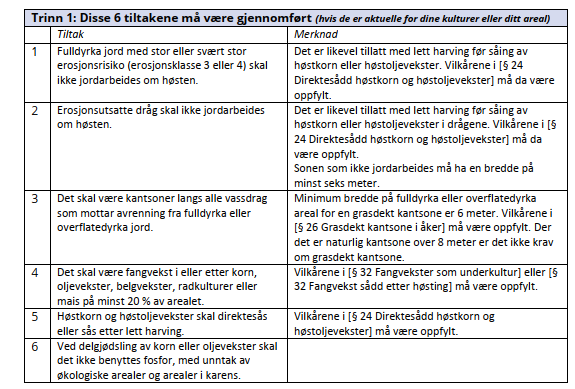 Trinn 1: Disse 6 tiltakene må være gjennomført (hvis de er aktuelle for dine kulturer eller ditt areal)
Tiltak
Merknad
1
Fulldyrka jord med stor eller svært stor
erosjonsrisiko (erosjonsklasse 3 eller 4) skal
ikke jordarbeides om høsten.
Det er likevel tillatt med lett harving før såing av
høstkorn eller høstoljevekster. Vilkårene i [§ 24
Direktesådd høstkorn og høstoljevekster] må da være
oppfylt.
2
Erosjonsutsatte dråg skal ikke jordarbeides
om høsten.
Det er likevel tillatt med lett harving før såing av
høstkorn eller høstoljevekster i drågene. Vilkårene i [§
24 Direktesådd høstkorn og høstoljevekster] må da
være oppfylt.
Sonen som ikke jordarbeides må ha en bredde på
minst seks meter.
3
Det skal være kantsoner langs alle vassdrag
som mottar avrenning fra fulldyrka eller
overflatedyrka jord.
Minimum bredde på fulldyrka eller overflatedyrka
areal for en grasdekt kantsone er 6 meter. Vilkårene i
[§ 26 Grasdekt kantsone i åker] må være oppfylt. Der
det er naturlig kantsone over 8 meter er det ikke krav
om grasdekt kantsone.
4
Det skal være fangvekst i eller etter korn,
oljevekster, belgvekster, radkulturer eller
mais på minst 20 % av arealet.
Vilkårene i [§ 32 Fangvekster som underkultur] eller [§
32 Fangvekst sådd etter høsting] må være oppfylt.
5
Høstkorn og høstoljevekster skal direktesås
eller sås etter lett harving.
Vilkårene i [§ 24 Direktesådd høstkorn og
høstoljevekster] må være oppfylt.
6
Ved delgjødsling av korn eller oljevekster skal
det ikke benyttes fosfor, med unntak av
økologiske arealer og arealer i karens.